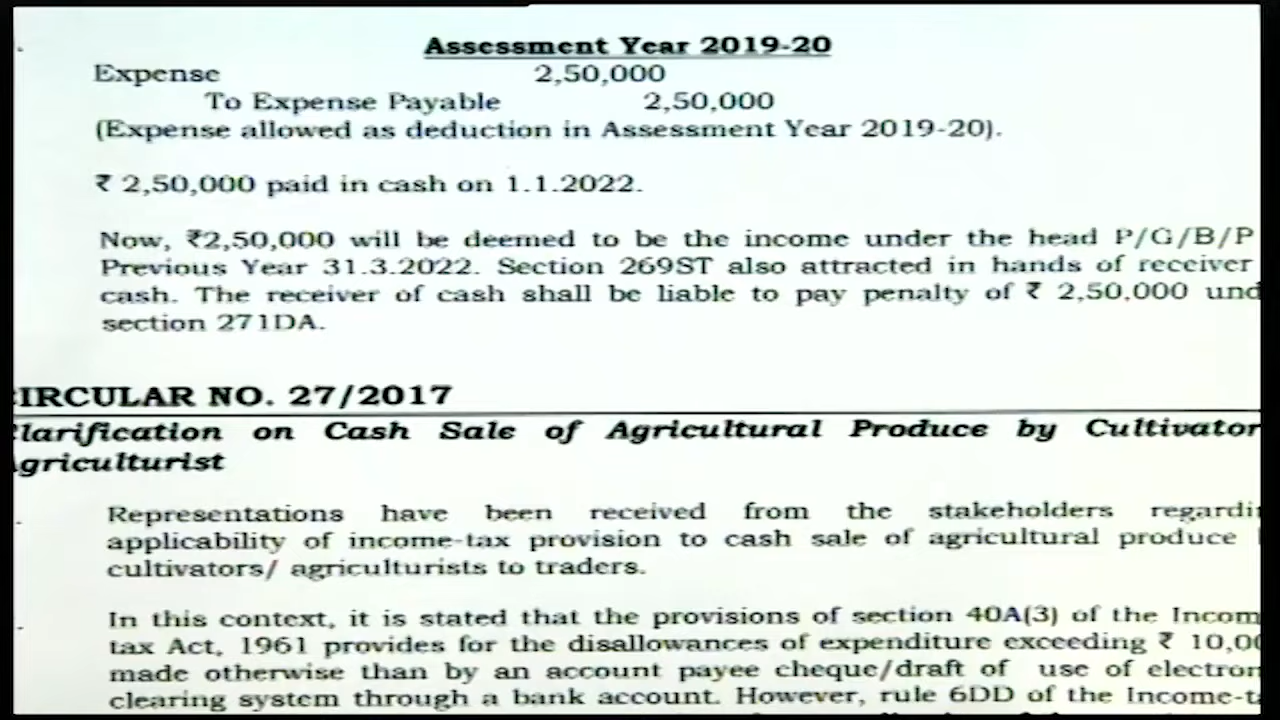 Assessment Year 2019-20
Expense 2,50,000
To Expense Payable 2,50,000
(Expense allowed as deduction in Assessment Year 2019-20).
₹ 2,50,000 paid in cash on 1.1.2022.
Now, ₹2,50,000 will be deemed to be the income under the head P/G/B/P
Previous Year 31.3.2022. Section 269ST also attracted in hands of receiver
cash. The receiver of cash shall be liable to pay penalty of ₹ 2,50,000 und
section 271DA.
IRCULAR NO. 27/2017
larification on Cash Sale of Agricultural Produce by Cultivator
griculturist
Representations have been received from the stakeholders regardi
applicability of income-tax provision to cash sale of agricultural produce
cultivators/ agriculturists to traders.
In this context, it is stated that the provisions of section 40A(3) of the Incom
tax Act, 1961 provides for the disallowances of expenditure exceeding ₹ 10,00
made otherwise than by an account payee cheque/draft of use of electron
clearing system through a bank account. However, rule 6DD of the Income-t